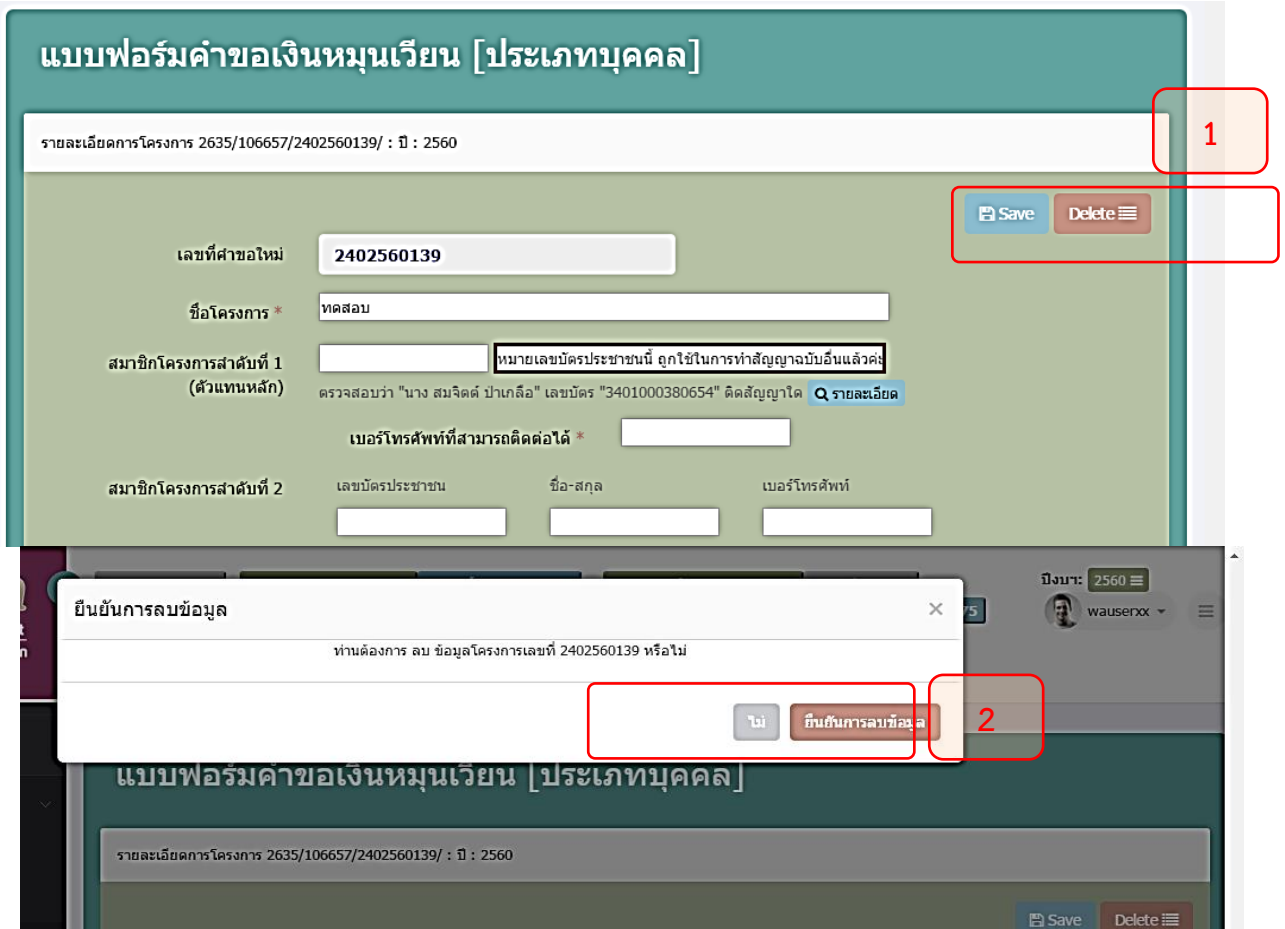 แบบฟอร์มคำขอเงินหมุนเวียน [ประเภทบุคคล]
1
รายละเอียดการโครงการ 2635/106657/2402560139/ : ปี : 2560
Save Delete
เลขที่คำขอใหม่ 2402560139
ชื่อโครงการ * ทดสอบ
สมาชิกโครงการลำดับที่ 1 หมายเลขบัตรประชาชนนี้ ถูกใช้ในการทำสัญญาฉบับอื่นแล้วค่ะ
(ตัวแทนหลัก) ตรวจสอบว่า "นาง สมจิตต์ ป่าเกลือ" เลขบัตร "3401000380654" ติดสัญญาใด รายละเอียด
เบอร์โทรศัพท์ที่สามารถติดต่อได้ *
สมาชิกโครงการลำดับที่ 2 เลขบัตรประชาชน ชื่อ-สกุล เบอร์โทรศัพท์
ปีงบฯ: 2560
ยืนยันการลบข้อมูล × wauserxx
ท่านต้องการ ลบ ข้อมูลโครงการเลขที่ 2402560139 หรือไม่
ไม่ ยืนยันการลบข้อมูล 2
แบบฟอร์มคำขอเงินหมุนเวียน [ประเภทบุคคล]
รายละเอียดการโครงการ 2635/106657/2402560139/ : ปี : 2560
Save Delete